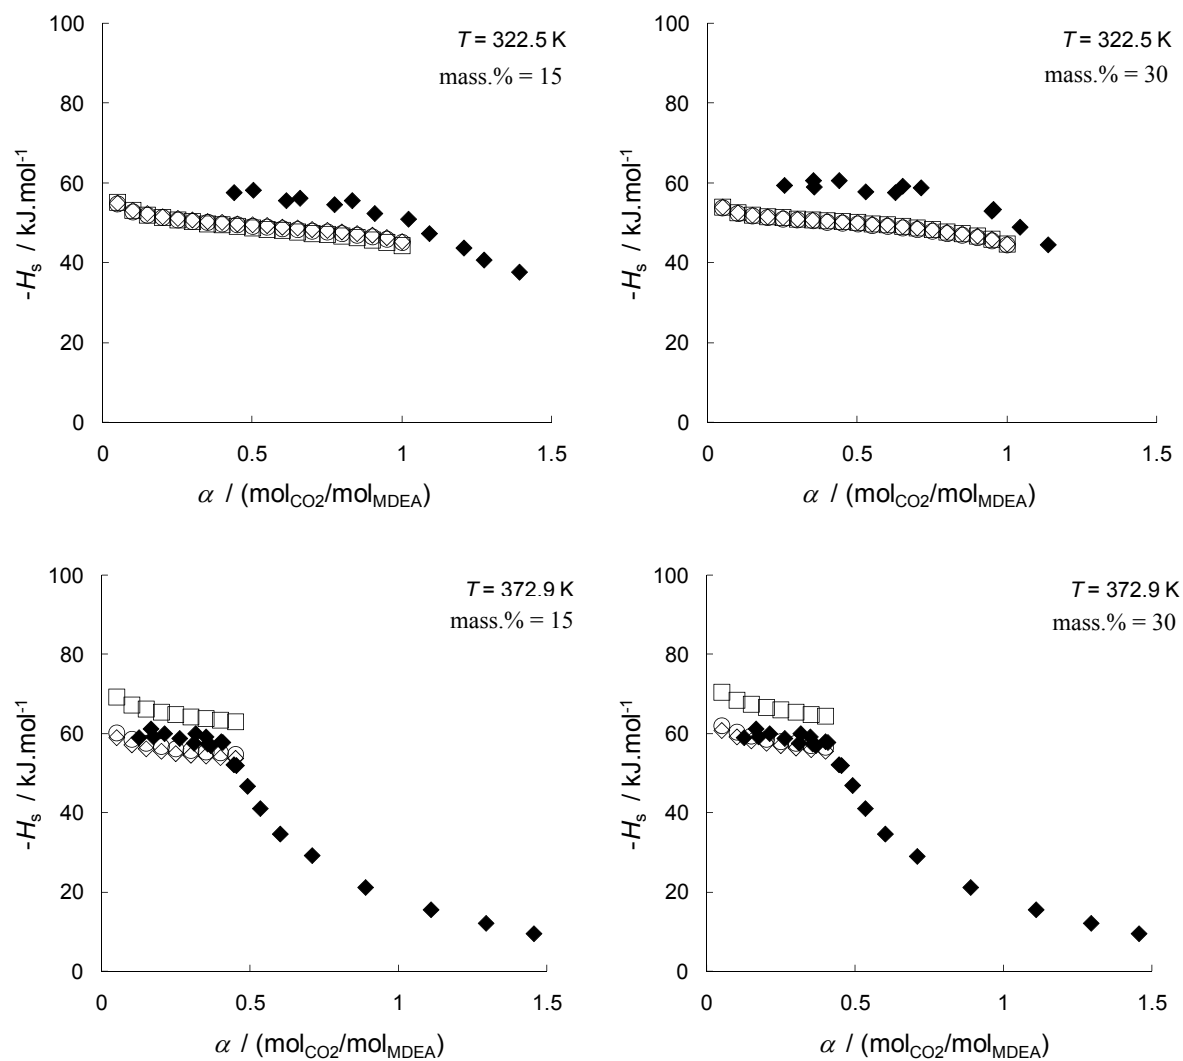 100
80
60
40
20
0
0
0.5
1
1.5
-Hs / kJ.mol-1
α / (molCO2/molMDEA)
T = 322.5 K
mass.% = 15
100
80
60
40
20
0
0
0.5
1
1.5
-Hs / kJ.mol-1
α / (molCO2/molMDEA)
T = 322.5 K
mass.% = 30
100
80
60
40
20
0
0
0.5
1
1.5
-Hs / kJ.mol-1
α / (molCO2/molMDEA)
T = 372.9 K
mass.% = 15
100
80
60
40
20
0
0
0.5
1
1.5
-Hs / kJ.mol-1
α / (molCO2/molMDEA)
T = 372.9 K
mass.% = 30